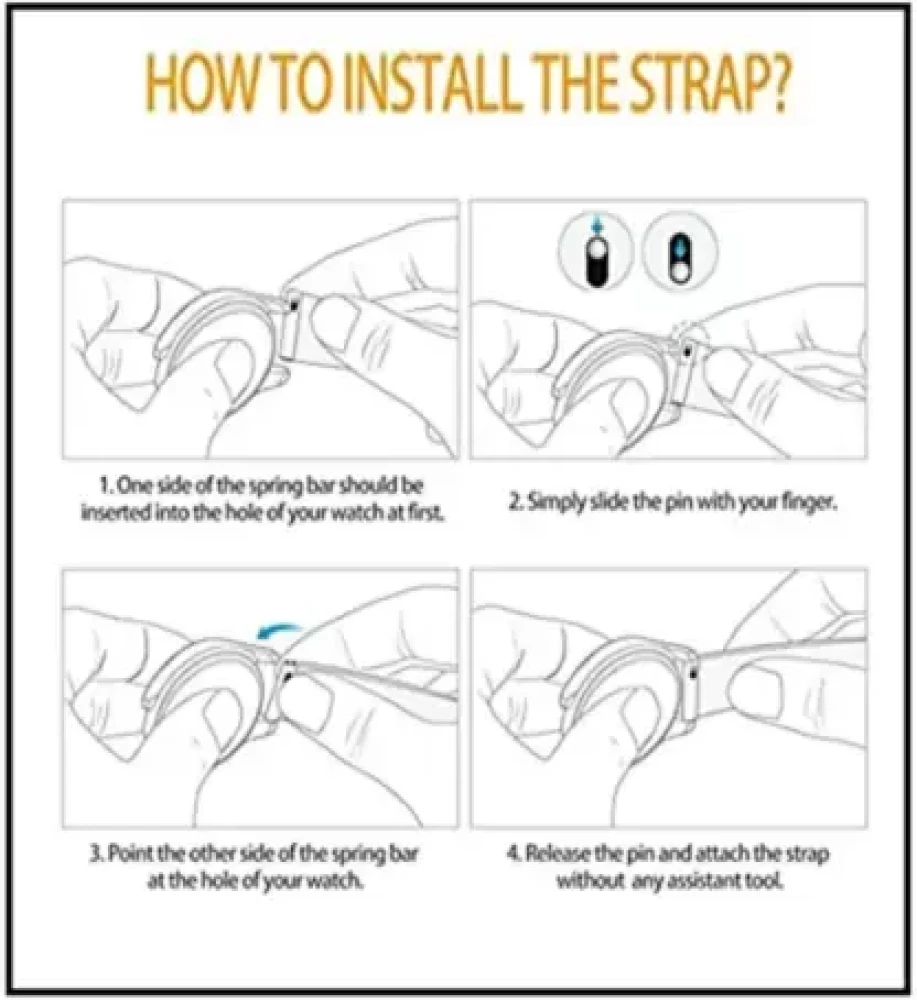 HOW TO INSTALL THE STRAP?
1. One side of the spring bar should be
inserted into the hole of your watch at first.
2. Simply slide the pin with your finger.
3. Point the other side of the spring bar
at the hole of your watch.
4. Release the pin and attach the strap
without any assistant tool.